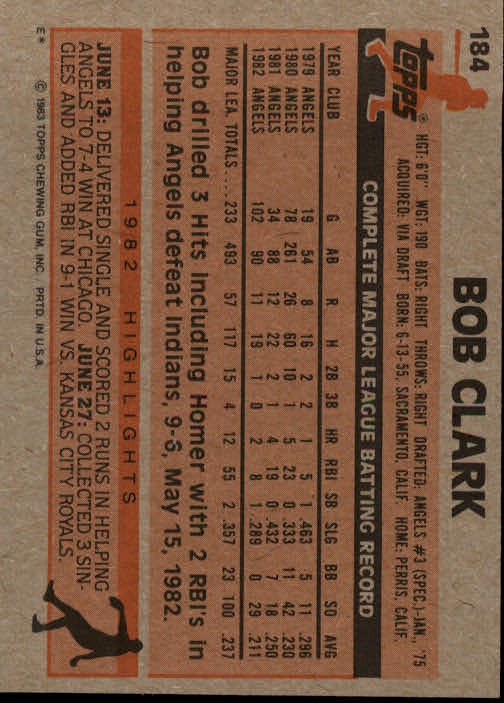 184
BOB CLARK
TOPPS®
HGT: 6'0" WGT: 190 BATS: RIGHT THROWS: RIGHT DRAFTED: ANGELS #3 (SPEC.)-JAN., '75
ACQUIRED: VIA DRAFT BORN: 6-13-55, SACRAMENTO, CALIF. HOME: PERRIS, CALIF.
COMPLETE MAJOR LEAGUE BATTING RECORD
YEAR CLUB G AB R H 2B 3B HR RBI SB SLG BB SO AVG
1979 ANGELS 19 54 8 16 2 2 1 5 1 .463 5 11 .296
1980 ANGELS 78 261 26 60 10 1 5 23 0 .333 11 42 .230
1981 ANGELS 34 88 12 22 2 1 4 19 0 .432 7 18 .250
1982 ANGELS 102 90 11 19 1 0 2 8 1 .289 0 29 .211
MAJOR LEA. TOTALS.... 233 493 57 117 15 4 12 55 2 .357 23 100 .237
Bob drilled 3 Hits including Homer with 2 RBI's in
helping Angels defeat Indians, 9-6, May 15, 1982.
1982 HIGHLIGHTS
JUNE 13: DELIVERED SINGLE AND SCORED 2 RUNS IN HELPING
ANGELS TO 7-4 WIN AT CHICAGO. JUNE 27: COLLECTED 3 SIN-
GLES AND ADDED RBI IN 9-1 WIN VS. KANSAS CITY ROYALS.
E* © 1983 TOPPS CHEWING GUM, INC. PRTD. IN U.S.A.